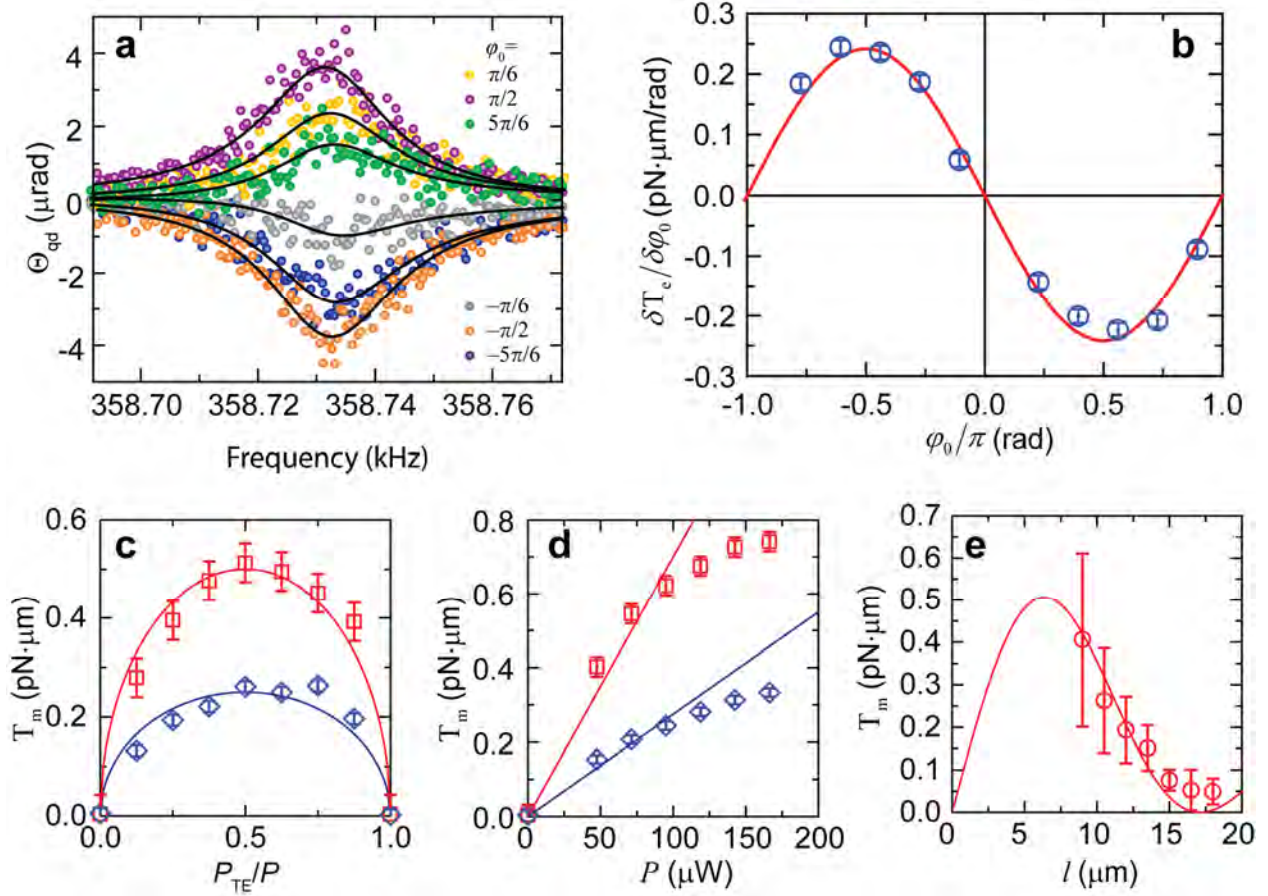 a
φ₀=
π/6
π/2
5π/6
−π/6
−π/2
−5π/6
4
2
0
-2
-4
Θqd (μrad)
358.70 358.72 358.74 358.76
Frequency (kHz)
b
0.3
0.2
0.1
0.0
-0.1
-0.2
-0.3
δTe/δφ₀ (pN·μm/rad)
-1.0 -0.5 0.0 0.5 1.0
φ₀/π (rad)
c
0.6
0.4
0.2
0.0
Tm (pN·μm)
0.0 0.5 1.0
PTE/P
d
0.8
0.6
0.4
0.2
0.0
Tm (pN·μm)
0 50 100 150 200
P (μW)
e
0.7
0.6
0.5
0.4
0.3
0.2
0.1
0.0
Tm (pN·μm)
0 5 10 15 20
l (μm)